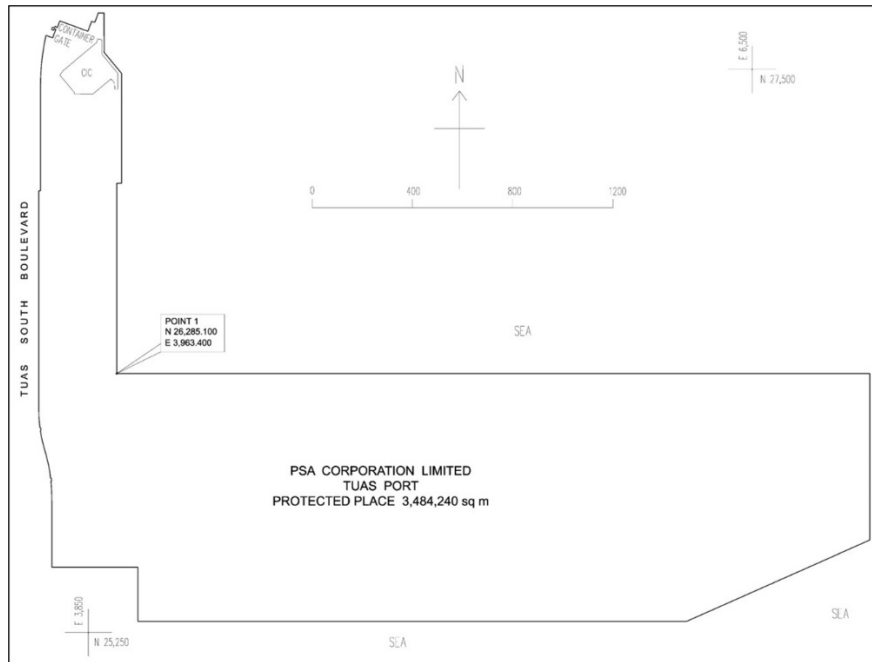 CONTAINER
GATE
OC
N
E 6,500
N 27,500
0 400 800 1200
TUAS SOUTH BOULEVARD
POINT 1
N 26,285.100
E 3,963.400
SEA
PSA CORPORATION LIMITED
TUAS PORT
PROTECTED PLACE 3,484,240 sq m
E 3,850
N 25,250
SEA
SEA